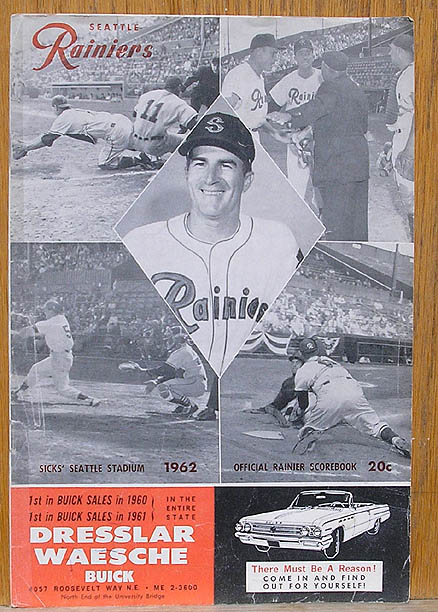 SEATTLE
Rainiers
11
Rainie
S
Rainiers
SICKS' SEATTLE STADIUM 1962
OFFICIAL RAINIER SCOREBOOK 20c
1st in BUICK SALES in 1960
1st in BUICK SALES in 1961
IN THE
ENTIRE
STATE
DRESSLAR
WAESCHE
BUICK
4057 ROOSEVELT WAY N.E. • ME 2-3600
North End of the University Bridge
There Must Be A Reason!
COME IN AND FIND
OUT FOR YOURSELF!